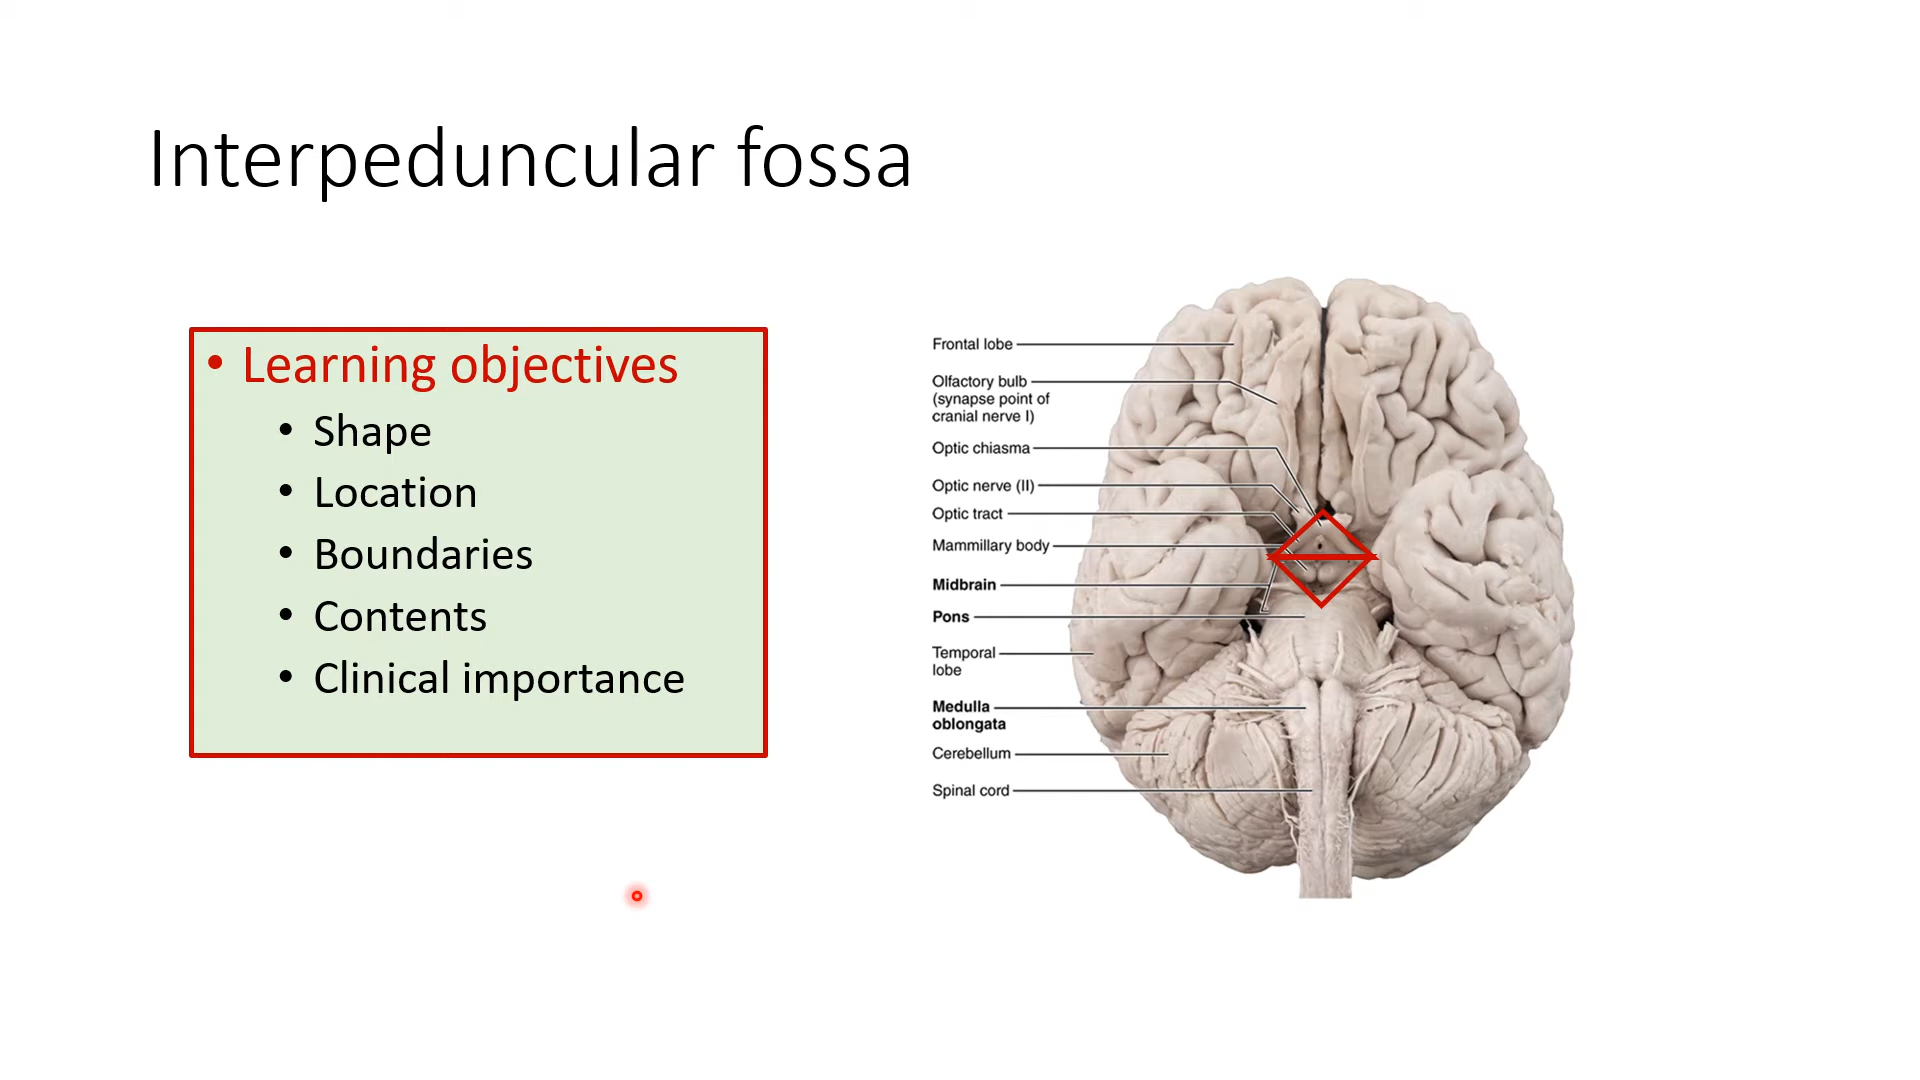 Interpeduncular fossa
• Learning objectives
• Shape
• Location
• Boundaries
• Contents
• Clinical importance
Frontal lobe
Olfactory bulb
(synapse point of
cranial nerve I)
Optic chiasma
Optic nerve (II)
Optic tract
Mammillary body
Midbrain
Pons
Temporal
lobe
Medulla
oblongata
Cerebellum
Spinal cord